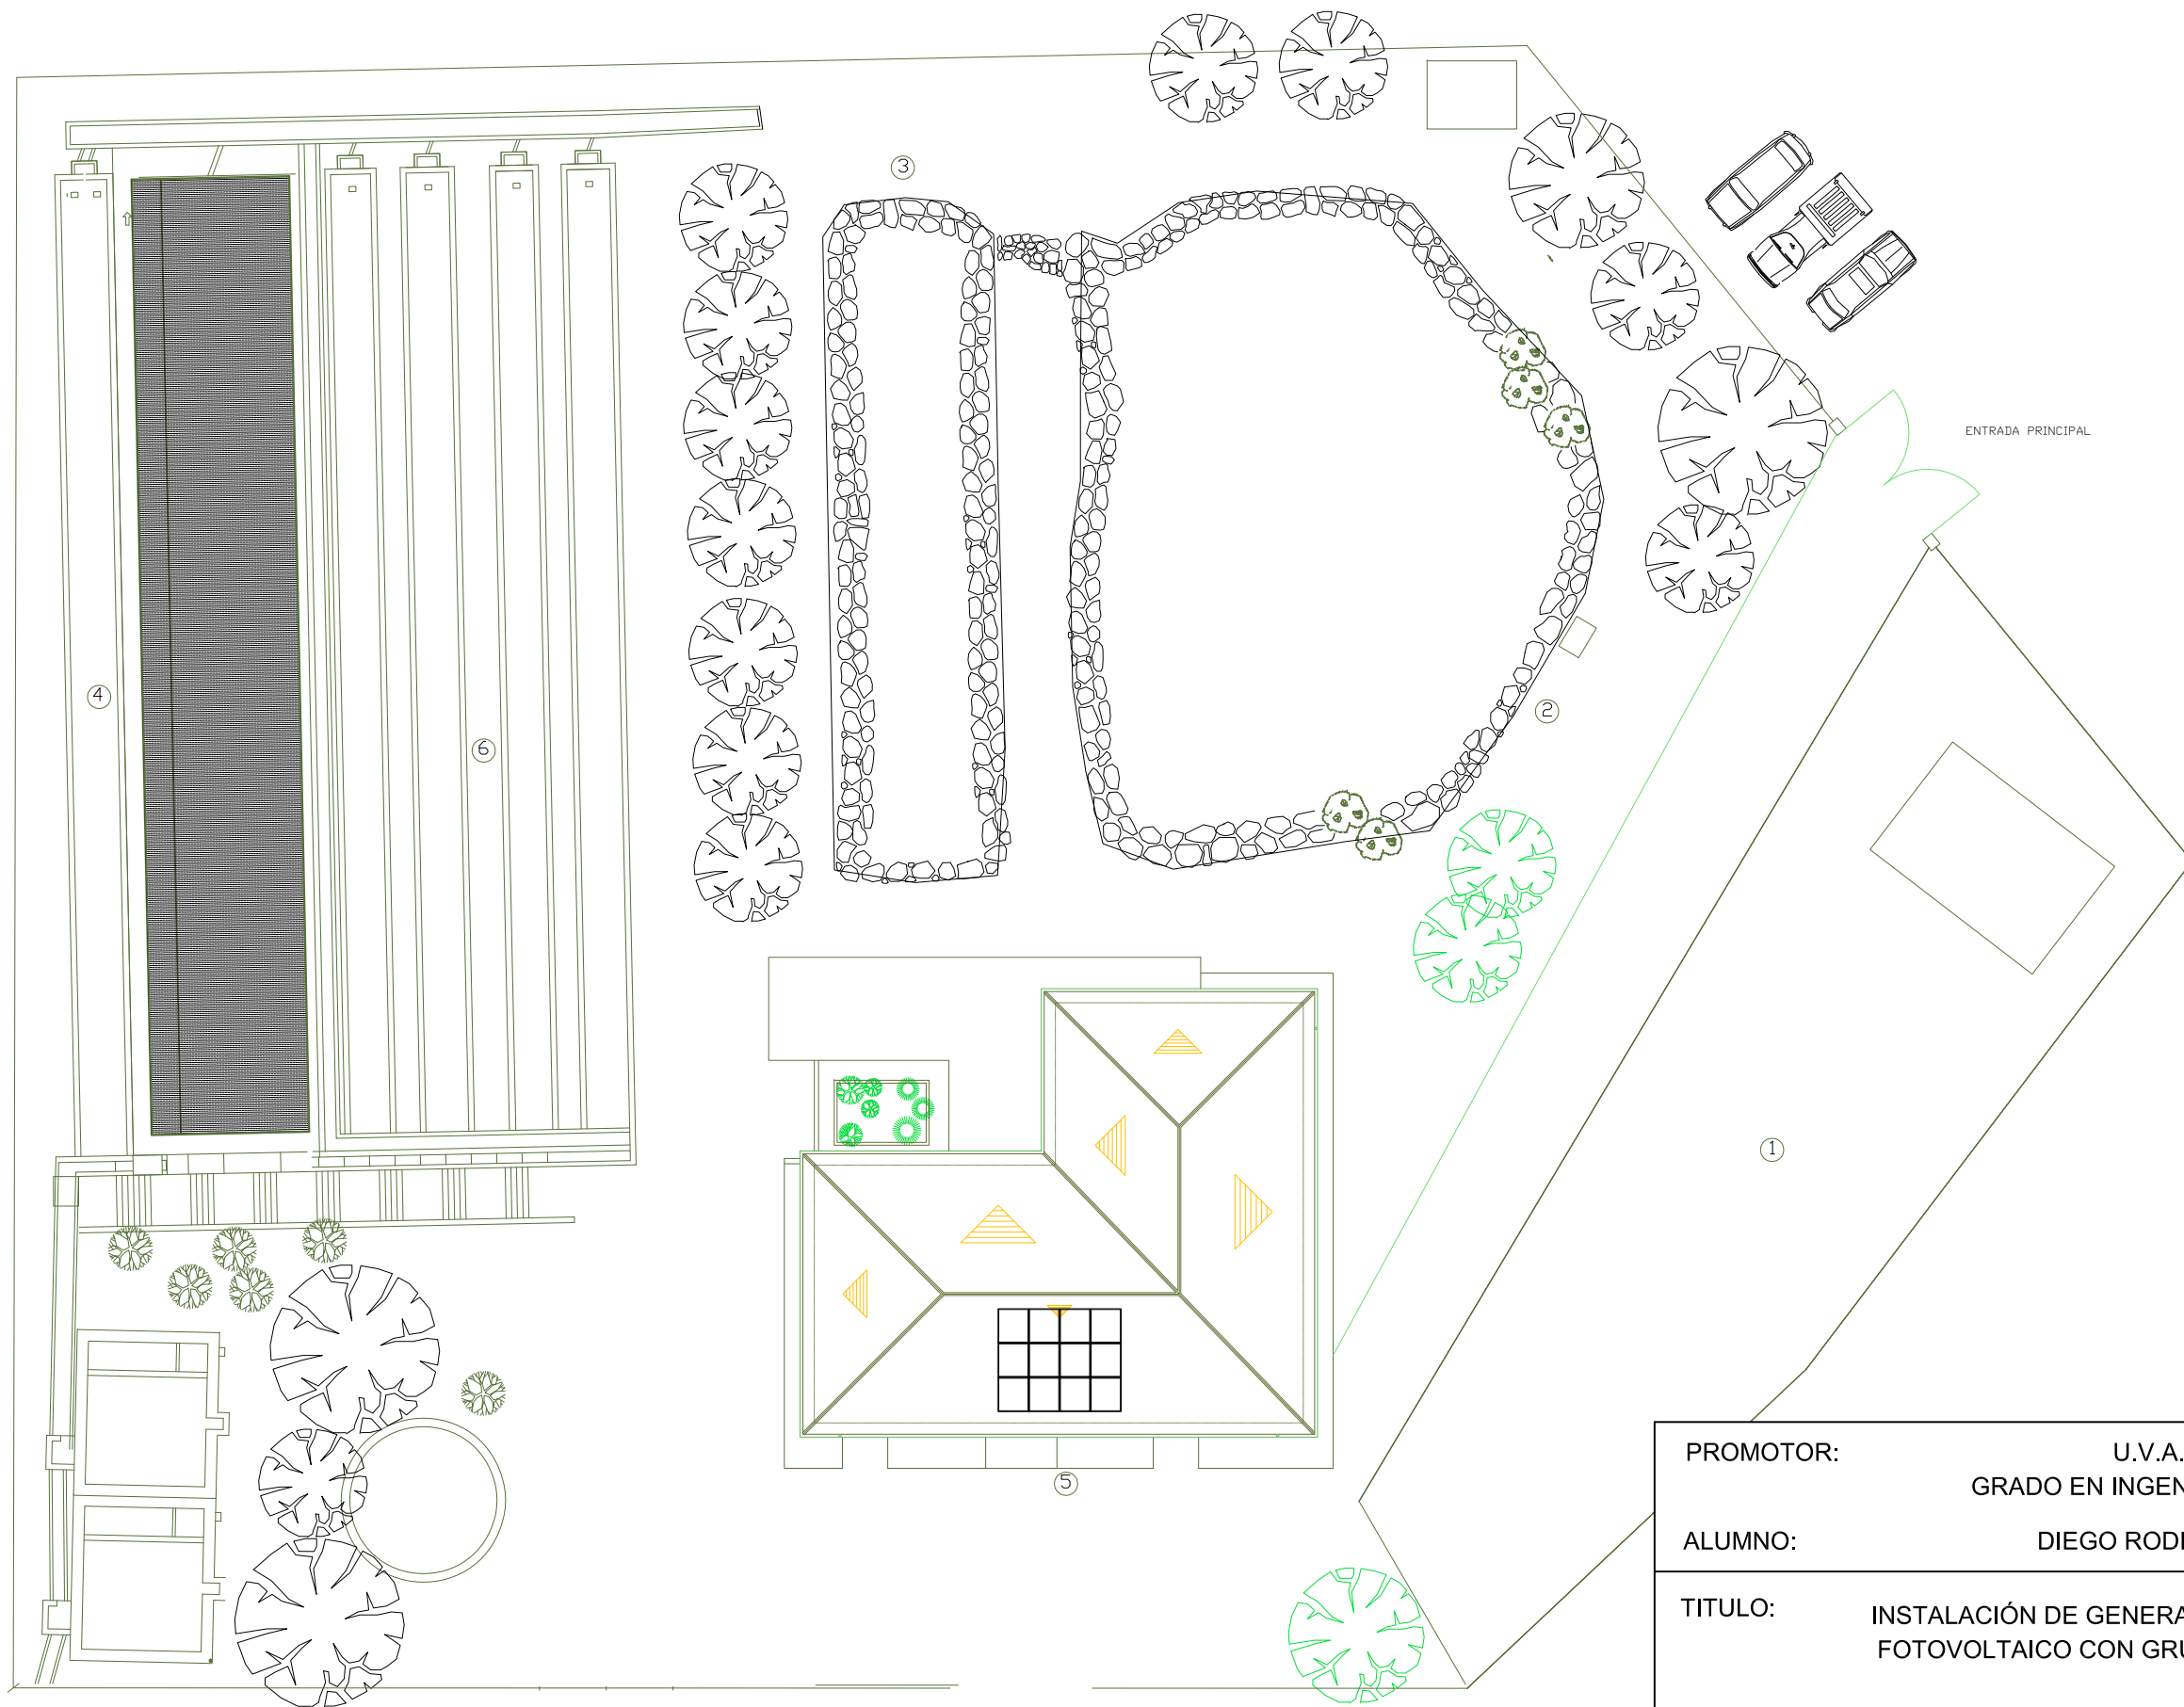 3
ENTRADA PRINCIPAL
4
2
6
1
5
PROMOTOR: U.V.A.
GRADO EN INGEN
ALUMNO: DIEGO RODR
TITULO: INSTALACIÓN DE GENERA
FOTOVOLTAICO CON GRU